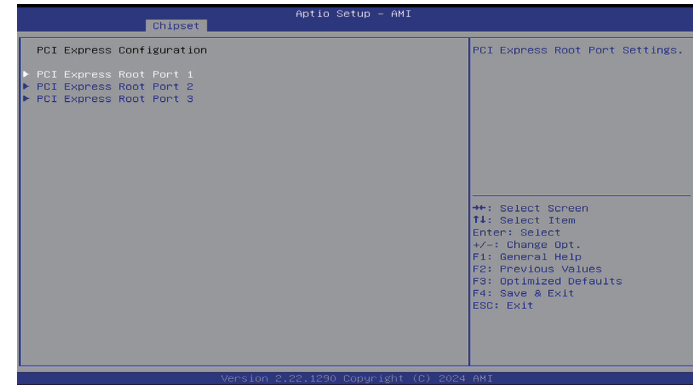 Aptio Setup - AMI
Chipset
PCI Express Configuration
PCI Express Root Port 1
PCI Express Root Port 2
PCI Express Root Port 3
PCI Express Root Port Settings.
→←: Select Screen
↑↓: Select Item
Enter: Select
+/-: Change Opt.
F1: General Help
F2: Previous Values
F3: Optimized Defaults
F4: Save & Exit
ESC: Exit
Version 2.22.1290 Copyright (C) 2024 AMI